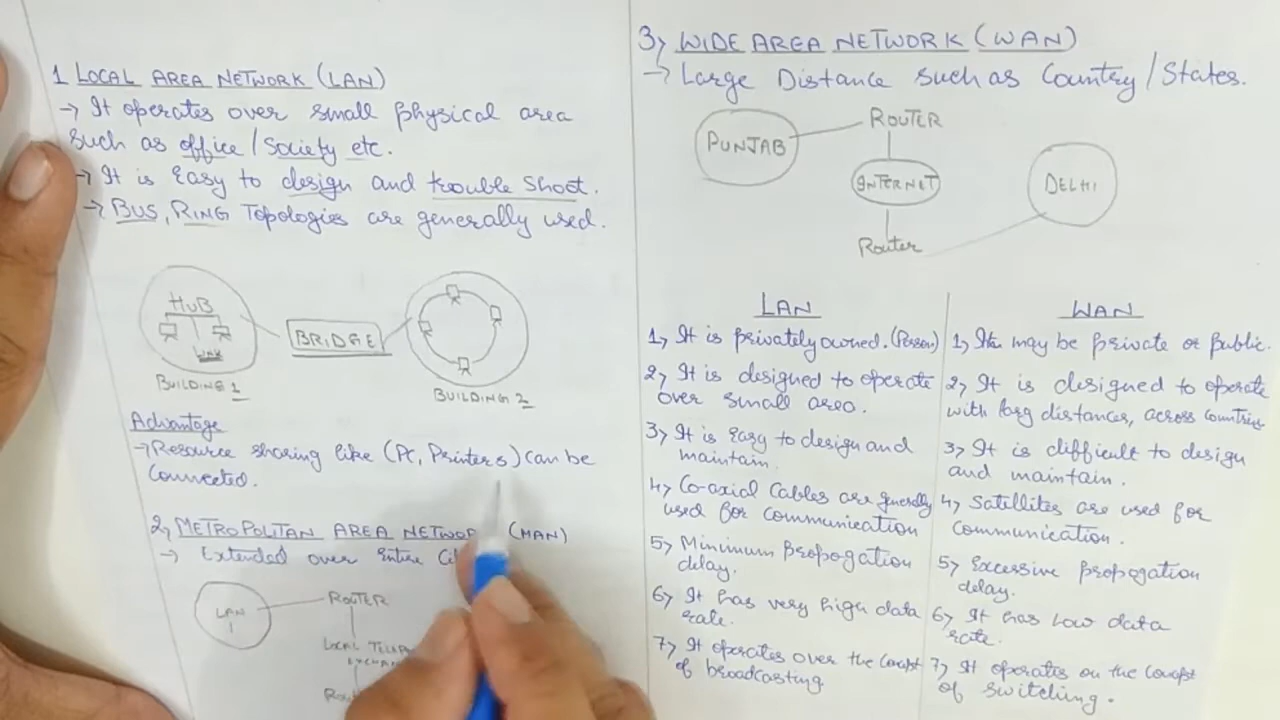 1 LOCAL AREA NETWORK (LAN)
→ It operates over small physical area
such as office/Society etc.
→ It is Easy to design and trouble shoot.
→ BUS, RING Topologies are generally used.
HUB
LINK
BUILDING 1
BRIDGE
BUILDING 2
Advantage
→ Resource sharing like (PC, Printers) can be
Connected.
2, METROPOLITAN AREA NETWO (MAN)
→ Extended over Entire
LAN
1
ROUTER
LOCAL
3, WIDE AREA NETWORK (WAN)
→ Large Distance such as Country/States.
PUNJAB
ROUTER
INTERNET
Router
DELHI
LAN
1, It is privately owned. (Person)
2, It is designed to operate
over small area.
3, It is Easy to design and
maintain.
4, Co-axial Cables are generally
used for communication
5, Minimum Propogation
delay.
6, It has very high data
rate.
7, It operates over the
of broadcasting
WAN
1, It may be private or public.
2, It is designed to operate
with larg distances, across
3, It is difficult to design
and maintain.
4, Satellites are used for
communication.
5, Excessive Propogation
delay.
6, It has Low data
rate.
7, It operates on the
of switching.